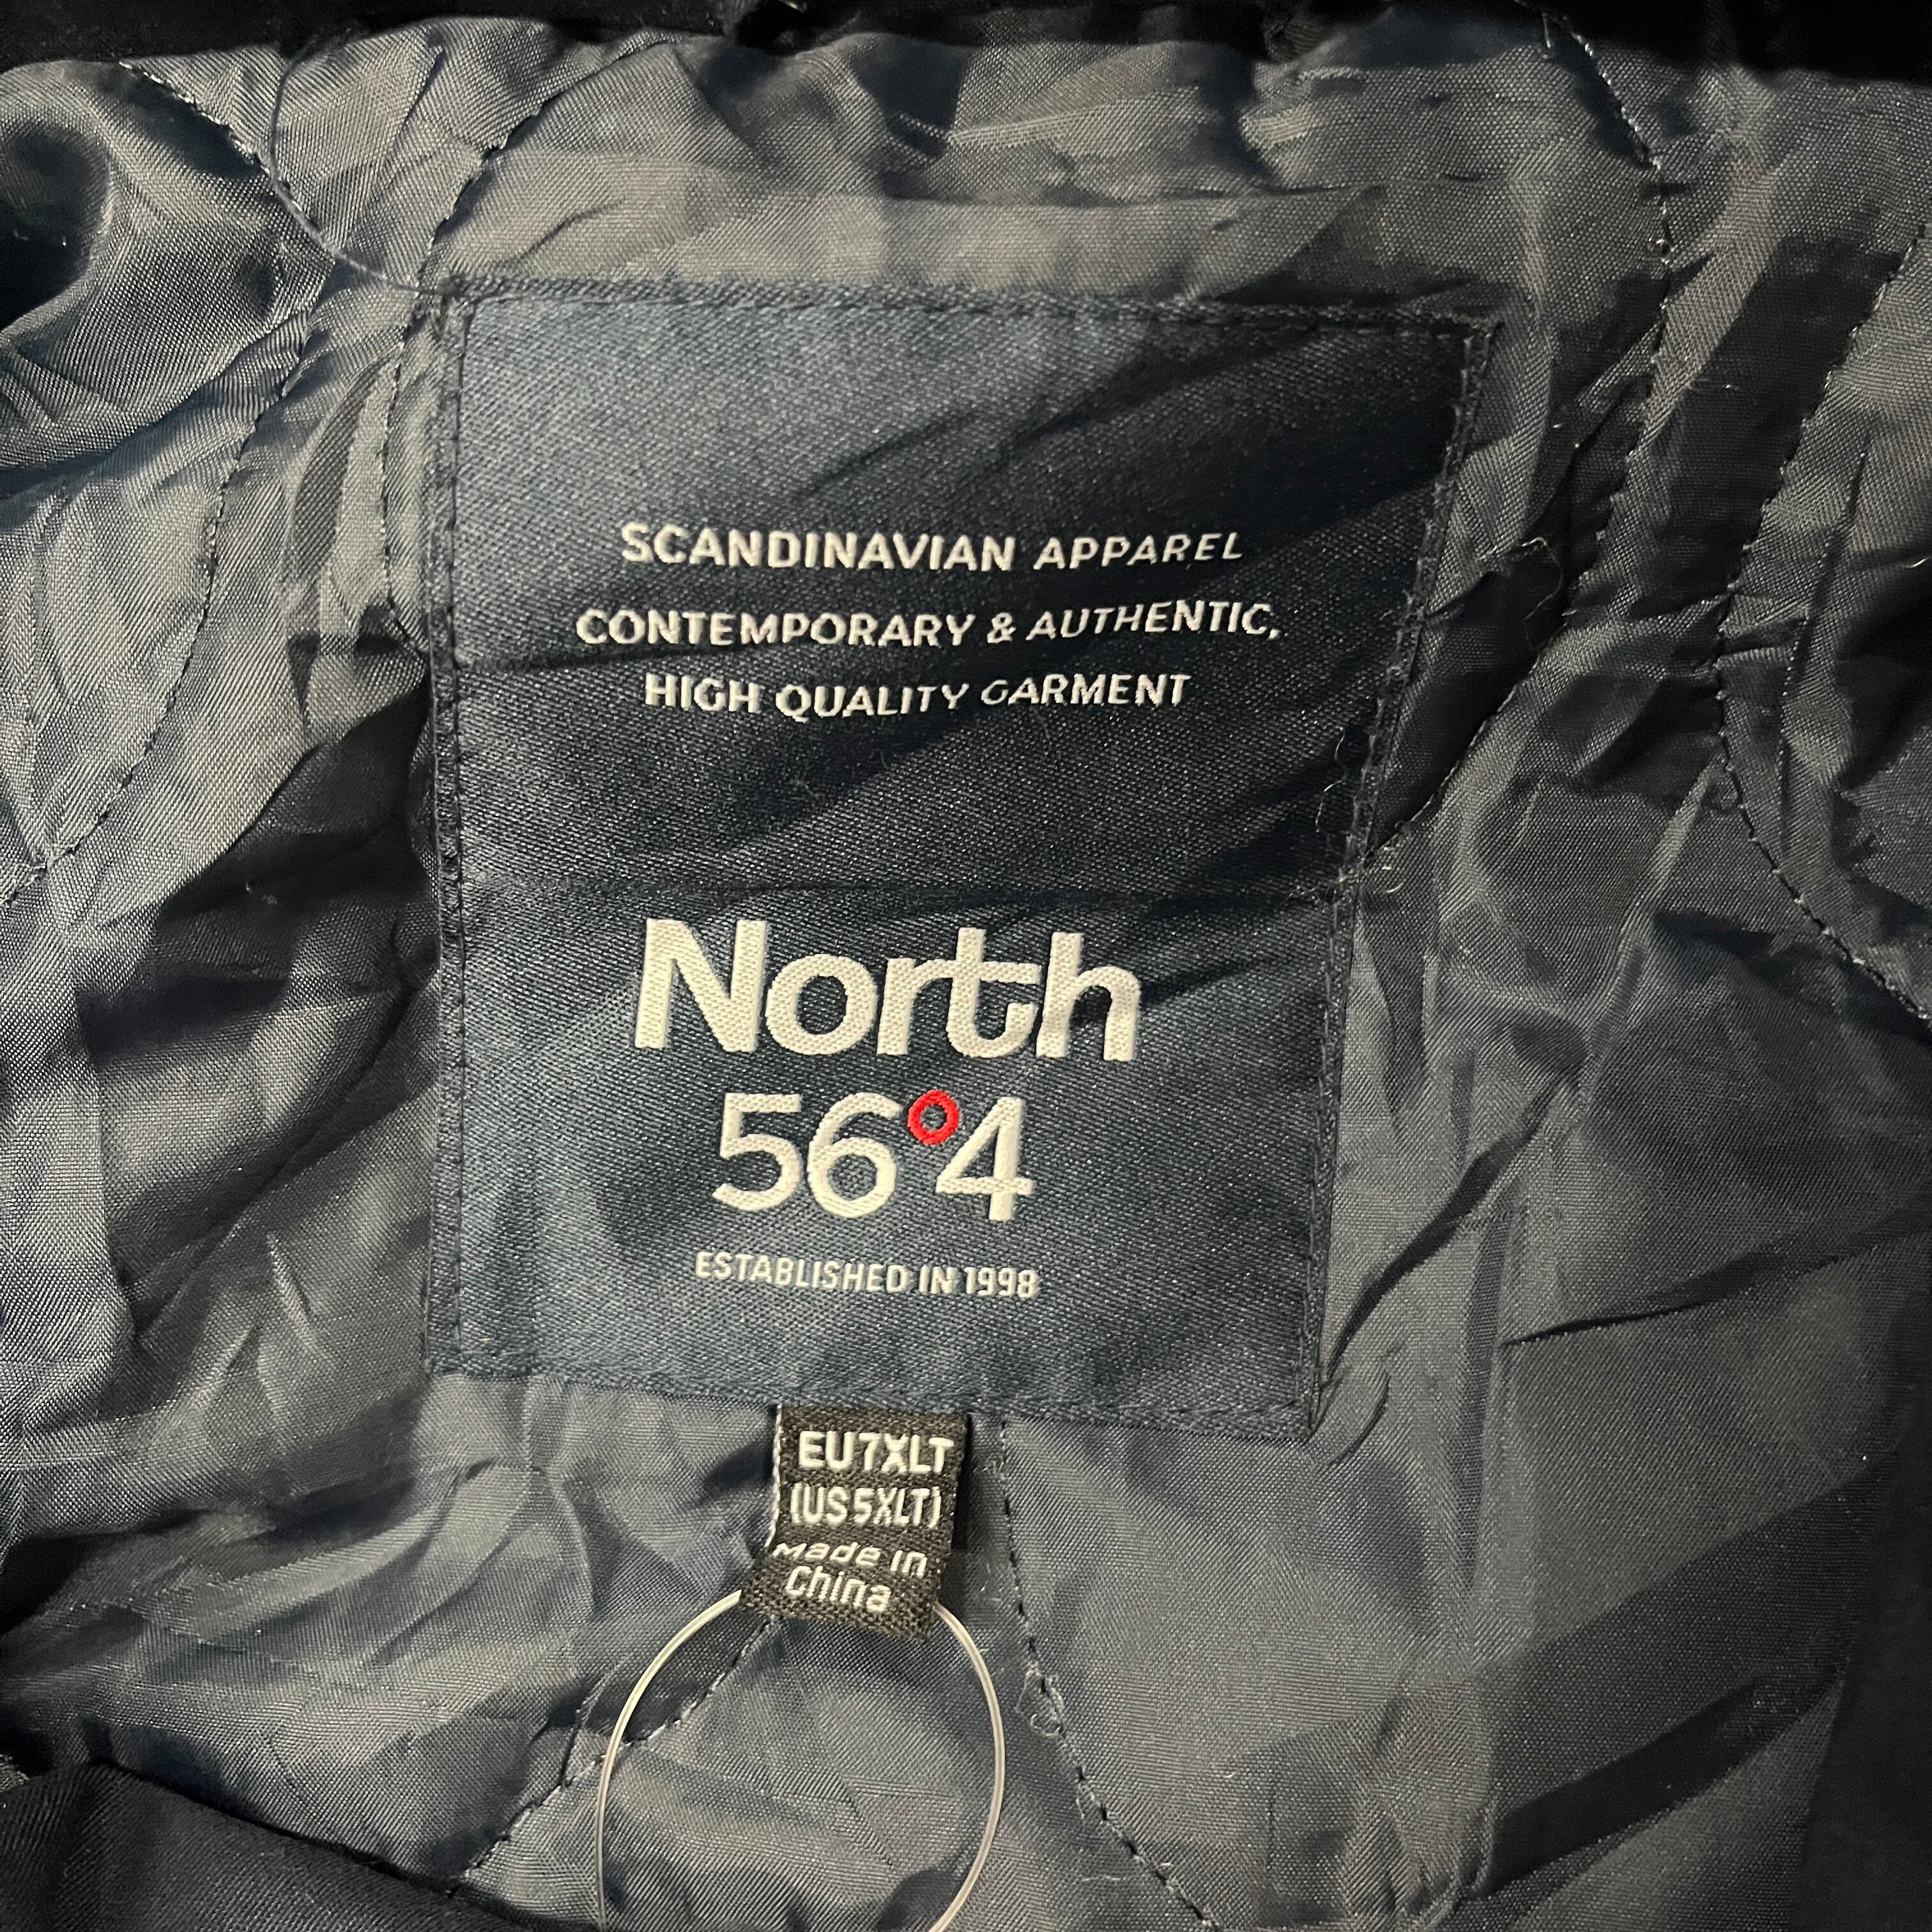 SCANDINAVIAN APPAREL
CONTEMPORARY & AUTHENTIC,
HIGH QUALITY GARMENT
North
56°4
ESTABLISHED IN 1998
EU7XLT
(US5XLT)
Made in
China